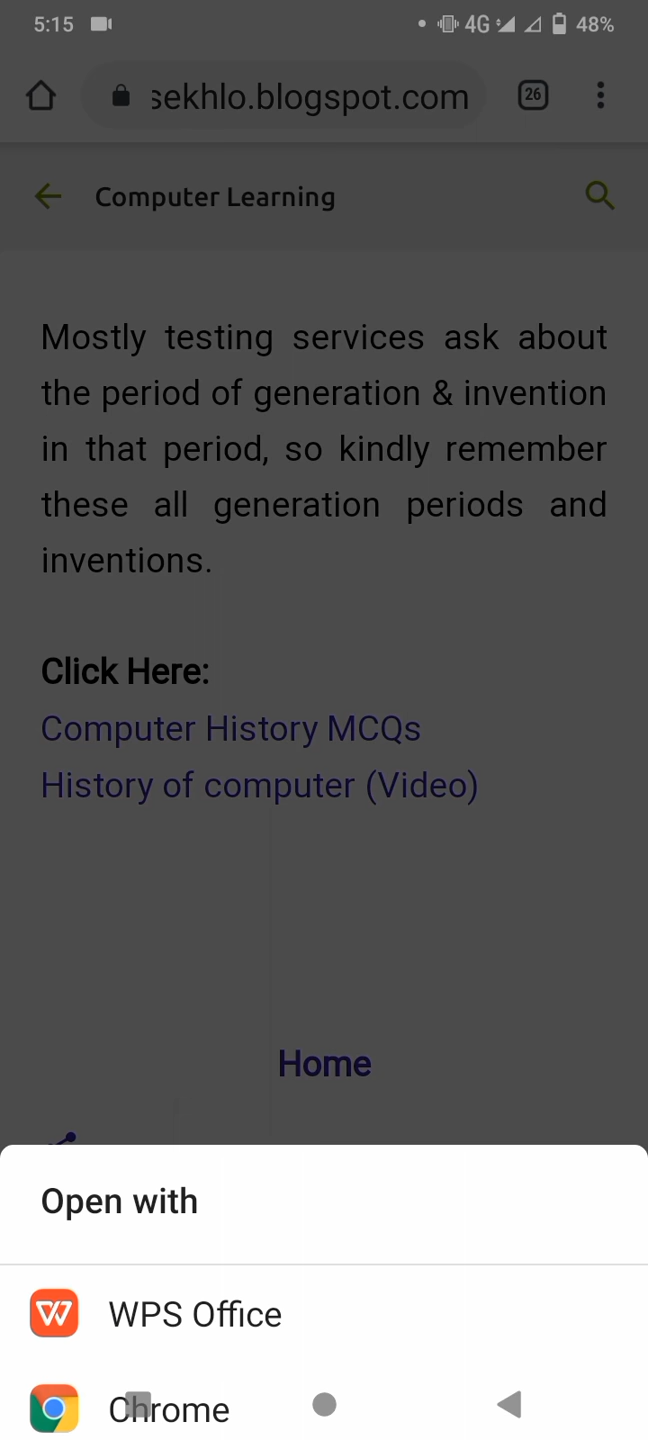 5:15 4G 48%
sekhlo.blogspot.com 26
Computer Learning
Mostly testing services ask about
the period of generation & invention
in that period, so kindly remember
these all generation periods and
inventions.
Click Here:
Computer History MCQs
History of computer (Video)
Home
Open with
WPS Office
Chrome